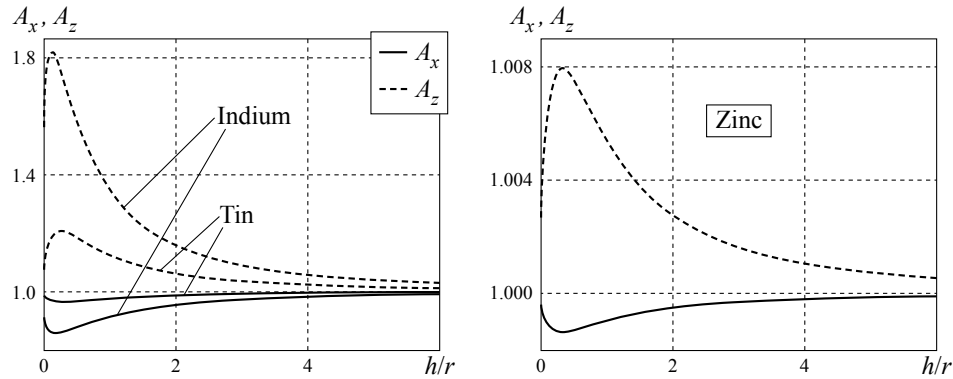 A_x, A_z
1.8
1.4
1.0
0
2
4
h/r
A_x
A_z
Indium
Tin
A_x, A_z
1.008
1.004
1.000
0
2
4
h/r
Zinc